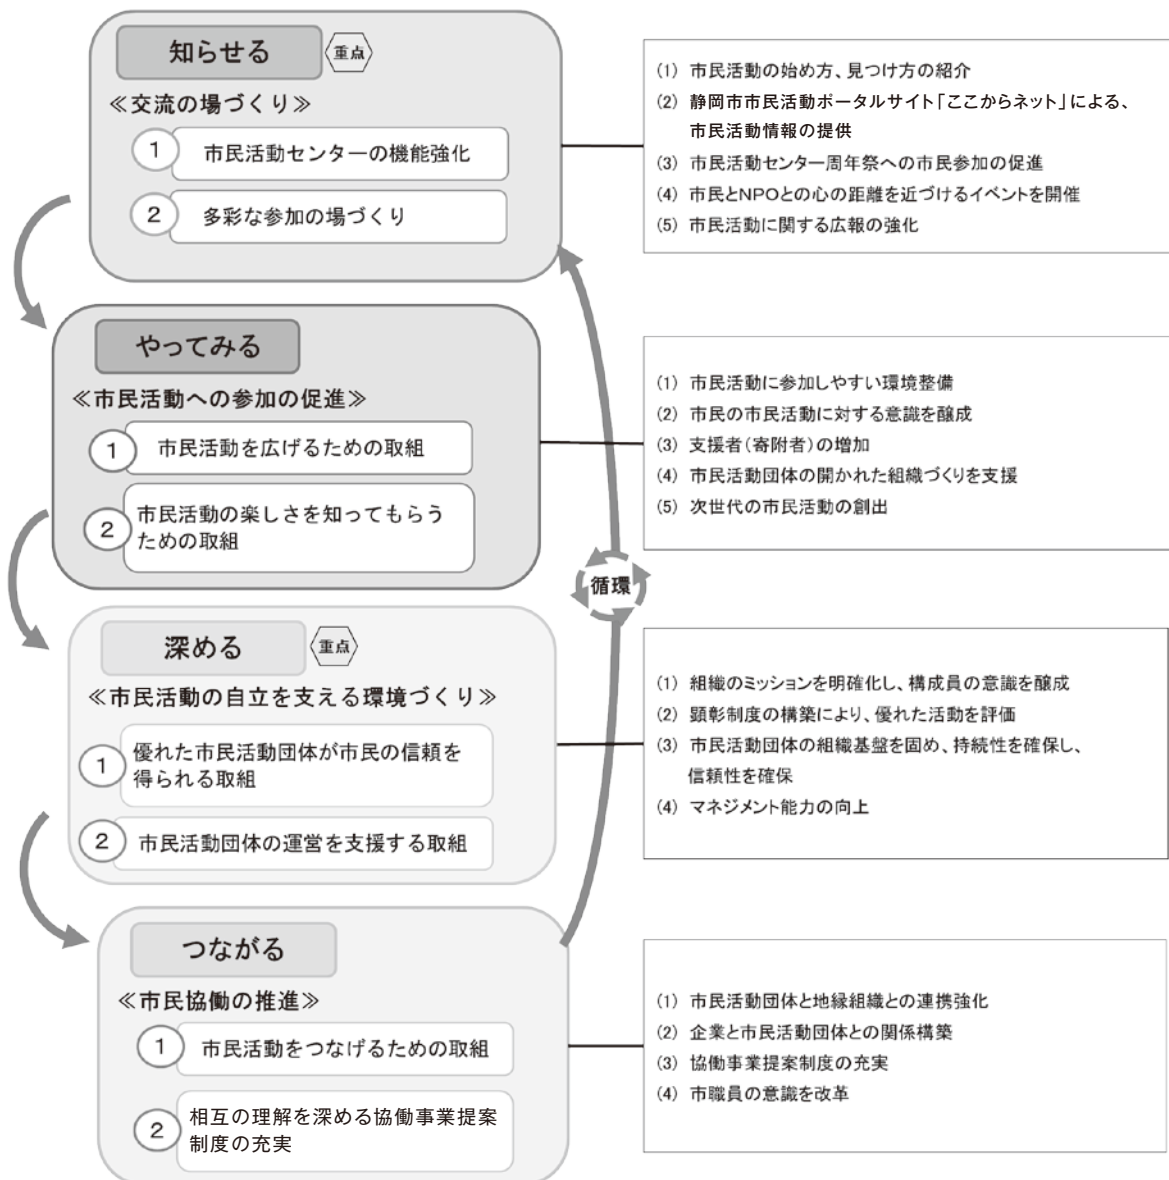 知らせる
重点
≪交流の場づくり≫
1 市民活動センターの機能強化
2 多彩な参加の場づくり
(1) 市民活動の始め方、見つけ方の紹介
(2) 静岡市市民活動ポータルサイト「ここからネット」による、
市民活動情報の提供
(3) 市民活動センター周年祭への市民参加の促進
(4) 市民とNPOとの心の距離を近づけるイベントを開催
(5) 市民活動に関する広報の強化
やってみる
≪市民活動への参加の促進≫
1 市民活動を広げるための取組
2 市民活動の楽しさを知ってもらう
ための取組
(1) 市民活動に参加しやすい環境整備
(2) 市民の市民活動に対する意識を醸成
(3) 支援者(寄附者)の増加
(4) 市民活動団体の開かれた組織づくりを支援
(5) 次世代の市民活動の創出
循環
深める
重点
≪市民活動の自立を支える環境づくり≫
1 優れた市民活動団体が市民の信頼を
得られる取組
2 市民活動団体の運営を支援する取組
(1) 組織のミッションを明確化し、構成員の意識を醸成
(2) 顕彰制度の構築により、優れた活動を評価
(3) 市民活動団体の組織基盤を固め、持続性を確保し、
信頼性を確保
(4) マネジメント能力の向上
つながる
≪市民協働の推進≫
1 市民活動をつなげるための取組
2 相互の理解を深める協働事業提案
制度の充実
(1) 市民活動団体と地縁組織との連携強化
(2) 企業と市民活動団体との関係構築
(3) 協働事業提案制度の充実
(4) 市職員の意識を改革